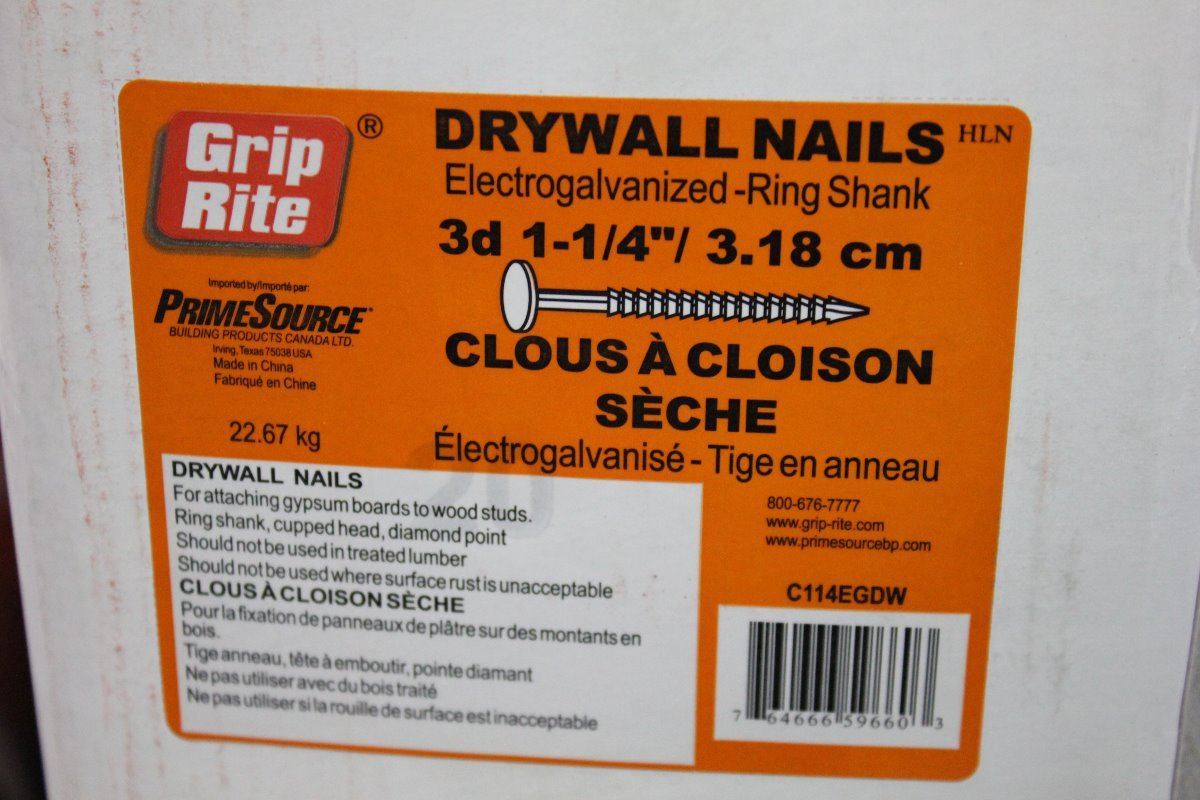 Grip
Rite
®
DRYWALL NAILS HLN
Electrogalvanized -Ring Shank
3d 1-1/4"/ 3.18 cm
Imported by/Importé par:
PRIMESOURCE
BUILDING PRODUCTS CANADA LTD.
Irving, Texas 75038 USA
Made in China
Fabriqué en Chine
22.67 kg
CLOUS À CLOISON
SÈCHE
Électrogalvanisé - Tige en anneau
DRYWALL NAILS
For attaching gypsum boards to wood studs.
Ring shank, cupped head, diamond point
Should not be used in treated lumber
Should not be used where surface rust is unacceptable
CLOUS À CLOISON SÈCHE
Pour la fixation de panneaux de plâtre sur des montants en
bois.
Tige anneau, tête à emboutir, pointe diamant
Ne pas utiliser avec du bois traité
Ne pas utiliser si la rouille de surface est inacceptable
800-676-7777
www.grip-rite.com
www.primesourcebp.com
C114EGDW
7 64666 59660 3